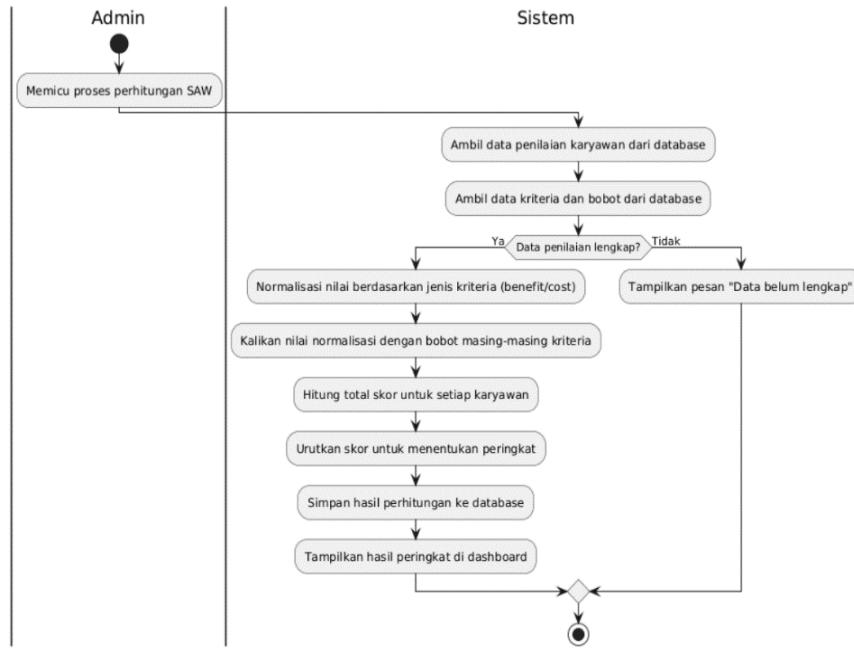 Admin
Sistem
Memicu proses perhitungan SAW
Ambil data penilaian karyawan dari database
Ambil data kriteria dan bobot dari database
Ya
Data penilaian lengkap?
Tidak
Normalisasi nilai berdasarkan jenis kriteria (benefit/cost)
Tampilkan pesan "Data belum lengkap"
Kalikan nilai normalisasi dengan bobot masing-masing kriteria
Hitung total skor untuk setiap karyawan
Urutkan skor untuk menentukan peringkat
Simpan hasil perhitungan ke database
Tampilkan hasil peringkat di dashboard